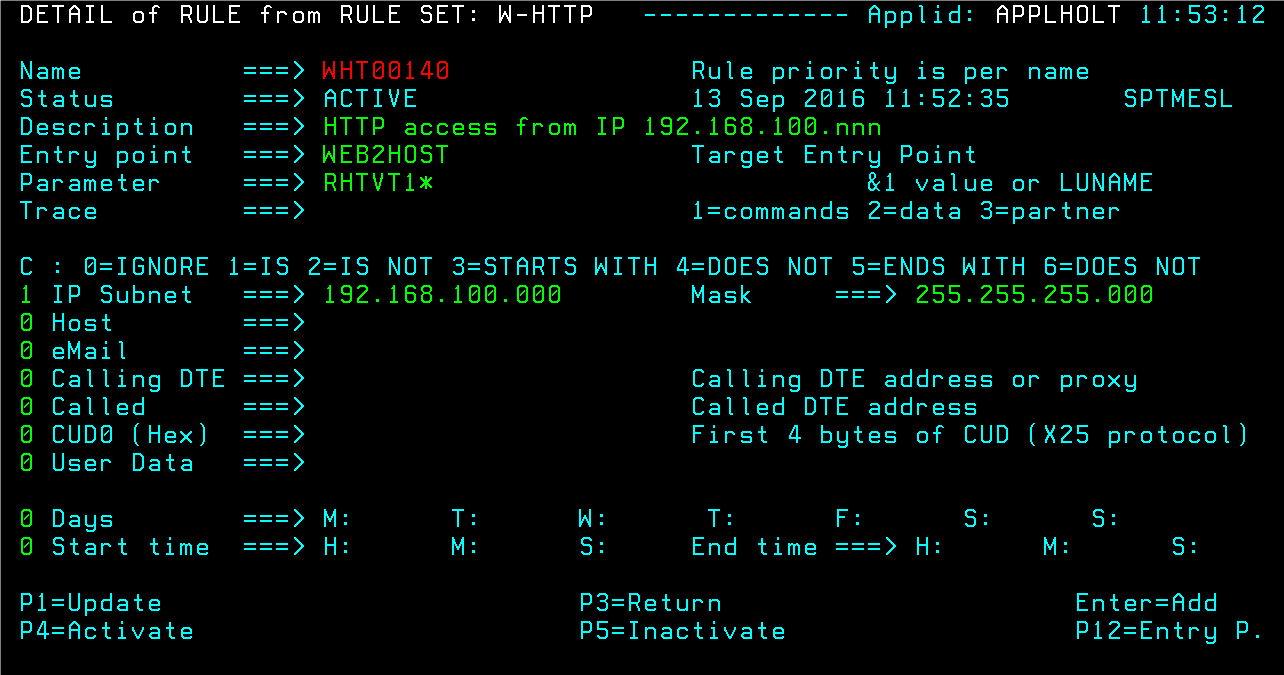 DETAIL of RULE from RULE SET: W-HTTP   ------------- Applid: APPLHOLT 11:53:12
Name          ===> WHT00140               Rule priority is per name
Status        ===> ACTIVE                 13 Sep 2016 11:52:35       SPTMESL
Description   ===> HTTP access from IP 192.168.100.nnn
Entry point   ===> WEB2HOST               Target Entry Point
Parameter     ===> RHTVT1*                           &1 value or LUNAME
Trace         ===>                        1=commands 2=data 3=partner
C : 0=IGNORE 1=IS 2=IS NOT 3=STARTS WITH 4=DOES NOT 5=ENDS WITH 6=DOES NOT
1 IP Subnet   ===> 192.168.100.000        Mask     ===> 255.255.255.000
0 Host        ===>
0 eMail       ===>
0 Calling DTE ===>                        Calling DTE address or proxy
0 Called      ===>                        Called DTE address
0 CUD0 (Hex)  ===>                        First 4 bytes of CUD (X25 protocol)
0 User Data   ===>
0 Days        ===> M:      T:      W:      T:      F:      S:      S:
0 Start time  ===> H:      M:      S:     End time ===> H:      M:      S:
P1=Update                          P3=Return                      Enter=Add
P4=Activate                        P5=Inactivate                  P12=Entry P.